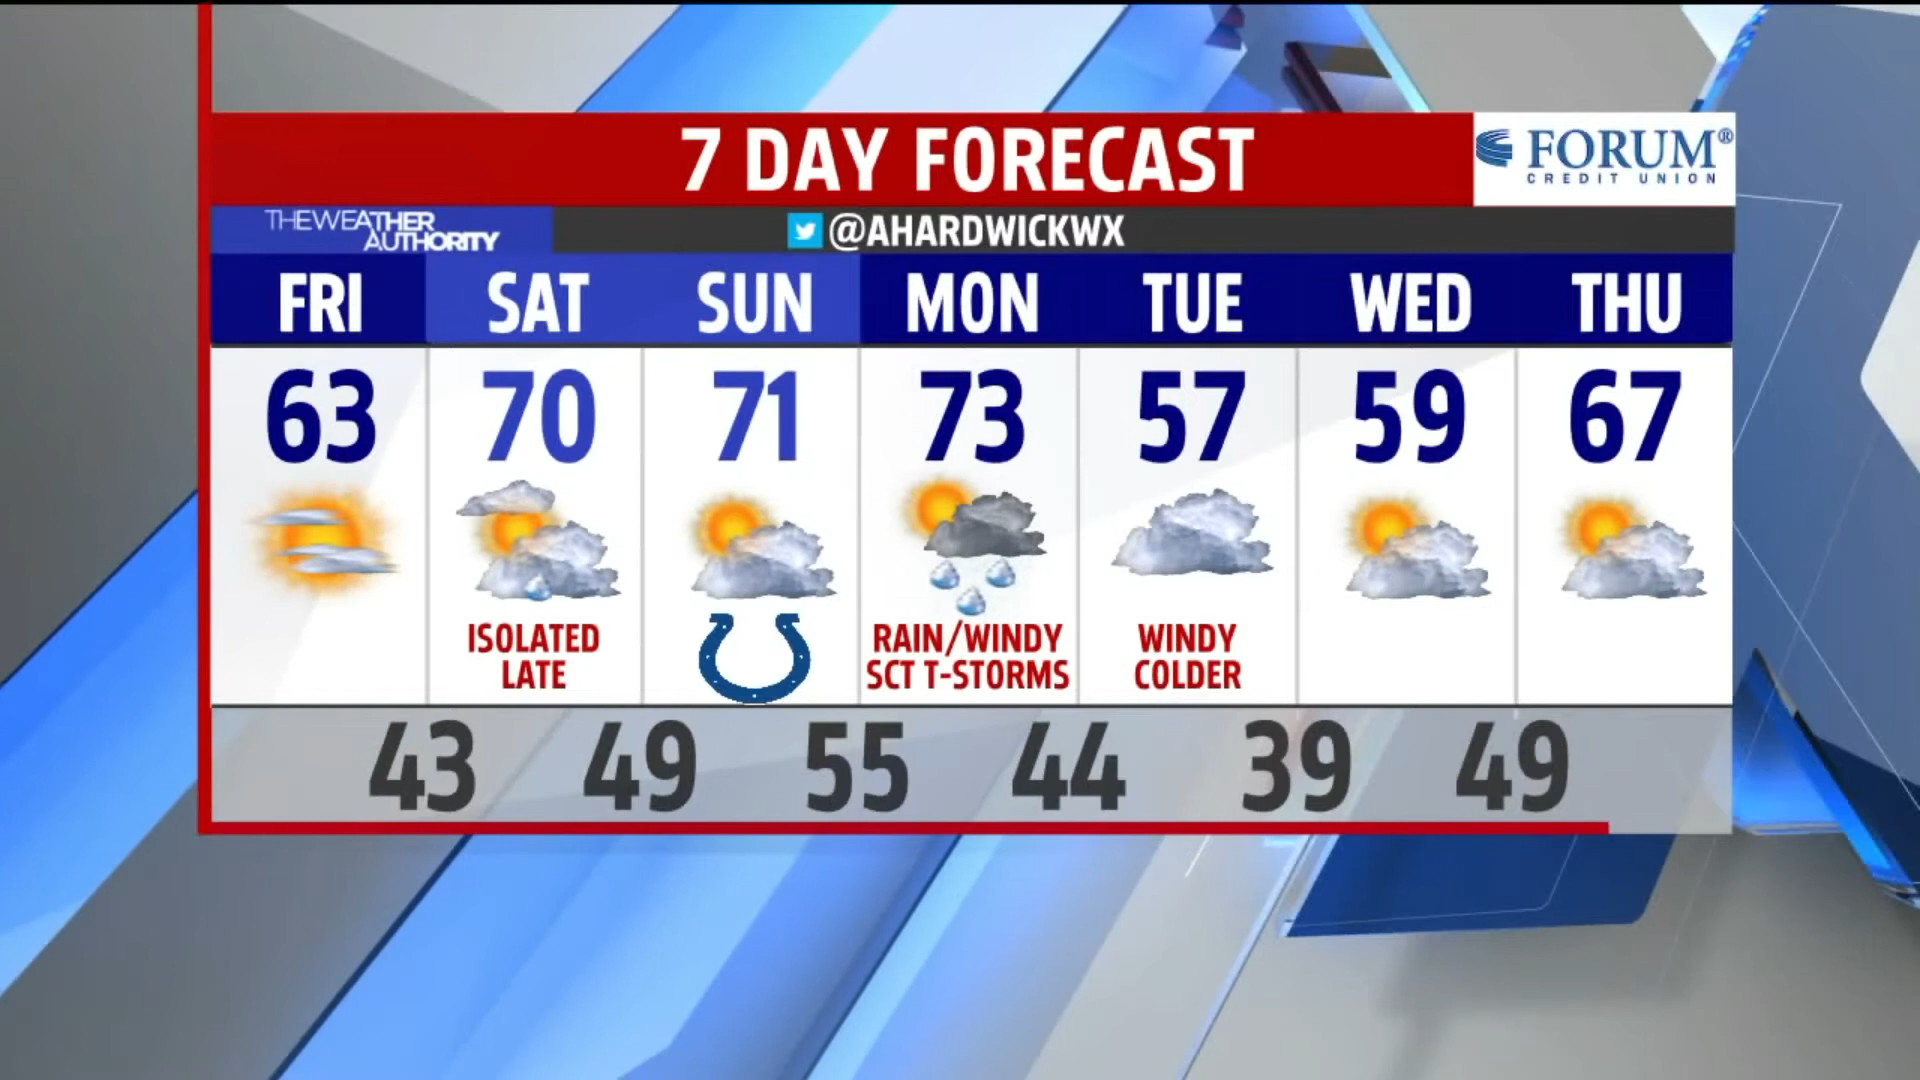 7 DAY FORECAST
FORUM®
CREDIT UNION
THEWEATHER
AUTHORITY
@AHARDWICKWX
FRI SAT SUN MON TUE WED THU
63 70 71 73 57 59 67
ISOLATED RAIN/WINDY WINDY
LATE SCT T-STORMS COLDER
43 49 55 44 39 49